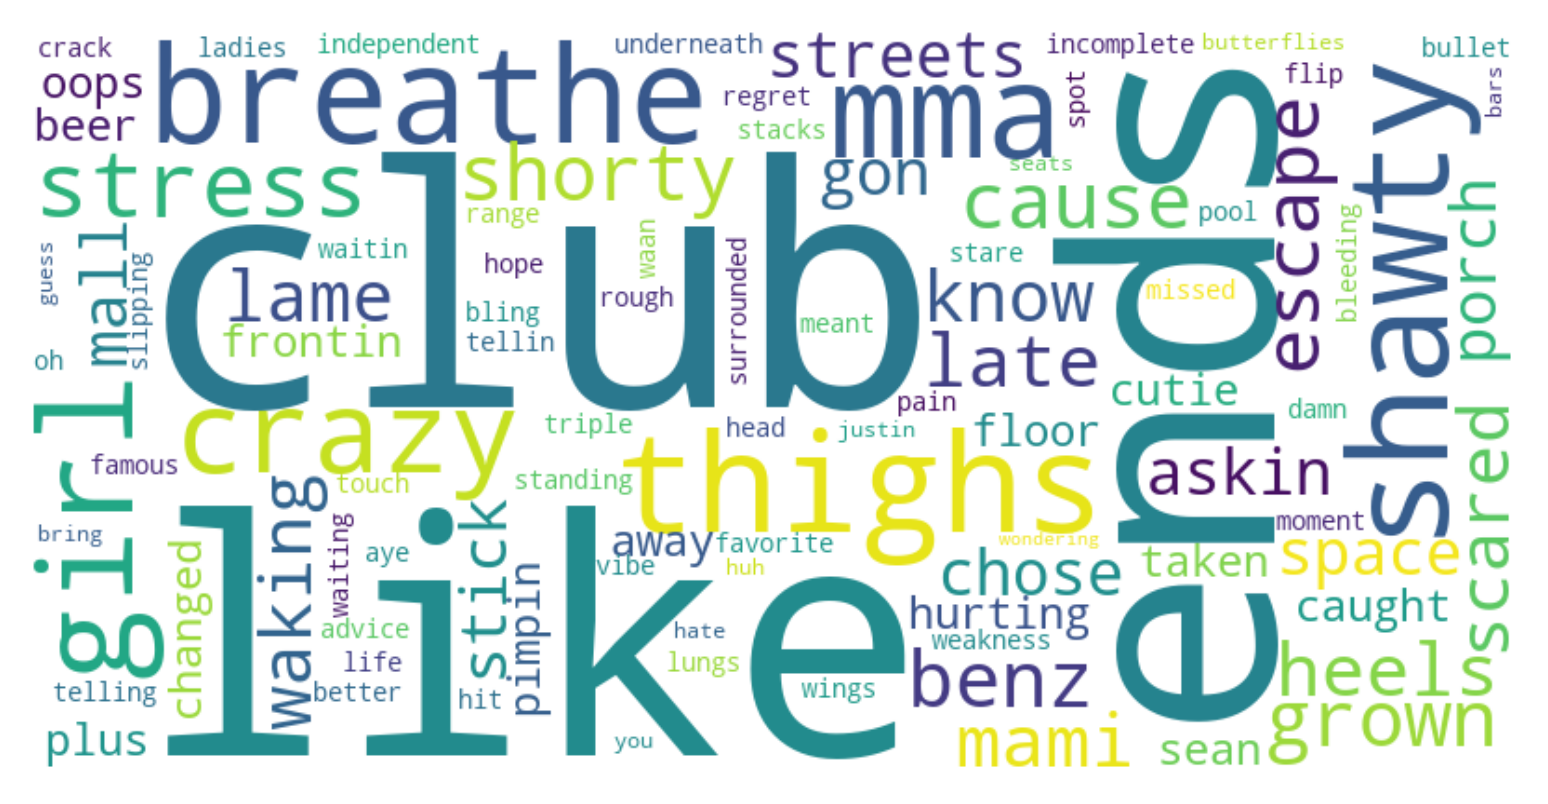 crack
ladies
independent
underneath
streets
incomplete
butterflies
bullet
oops
breathe
regret
mma
spot
flip
bars
beer
stacks
stress
shorty
gon
seats
cause
ends
escape
shawty
range
pool
porch
guess
mall
slipping
waitin
club
waan
surrounded
hope
stare
bleeding
lame
rough
know
missed
bling
frontin
tellin
meant
oh
late
cutie
pain
girl
crazy
triple
head
justin
floor
damn
scared
famous
thighs
askin
touch
standing
waking
stick
moment
bring
waiting
aye
away
favorite
wondering
space
changed
like
vibe
huh
chose
taken
pimpin
hurting
caught
advice
hate
weakness
life
lungs
benz
heels
telling
better
hit
wings
grown
plus
you
mami
sean